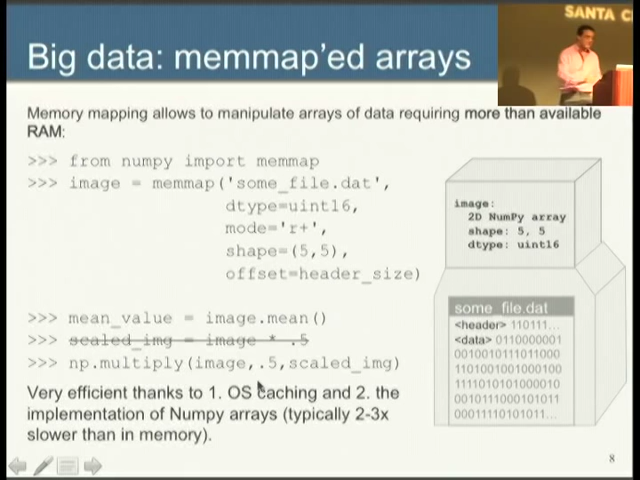 SANTA C
Big data: memmap'ed arrays
Memory mapping allows to manipulate arrays of data requiring more than available
RAM:
>>> from numpy import memmap
>>> image = memmap('some_file.dat',
dtype=uint16,
mode='r+',
shape=(5,5),
offset=header_size)
>>> mean_value = image.mean()
>>> scaled_img = image * .5
>>> np.multiply(image,.5,scaled_img)
Very efficient thanks to 1. OS caching and 2. the
implementation of Numpy arrays (typically 2-3x
slower than in memory).
image:
2D NumPy array
shape: 5, 5
dtype: uint16
some_file.dat
<header> 110111...
<data> 0110000001
00100101110110000
11010010010001000
11110101010000010
00101110001010111
00011110101011...
8